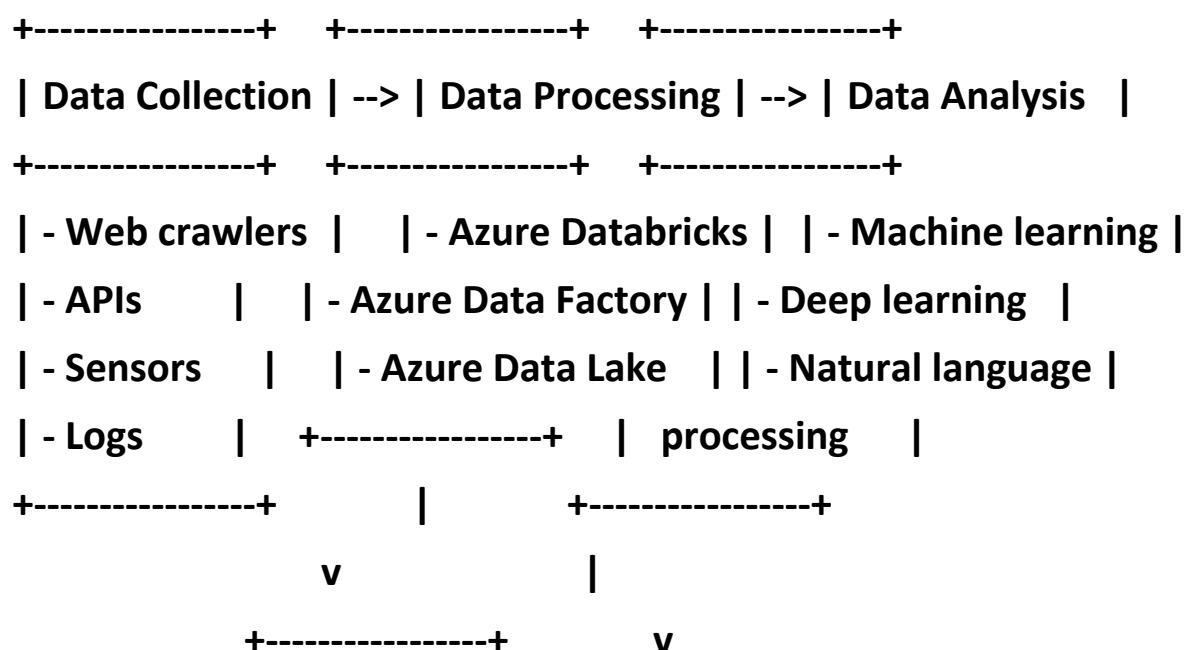 +-----------------+ +-----------------+ +-----------------+
| Data Collection | --> | Data Processing | --> | Data Analysis |
+-----------------+ +-----------------+ +-----------------+
| - Web crawlers | | - Azure Databricks | | - Machine learning |
| - APIs | | - Azure Data Factory | | - Deep learning |
| - Sensors | | - Azure Data Lake | | - Natural language |
| - Logs | +-----------------+ | processing |
+-----------------+ | +-----------------+
v |
+-----------------+ v